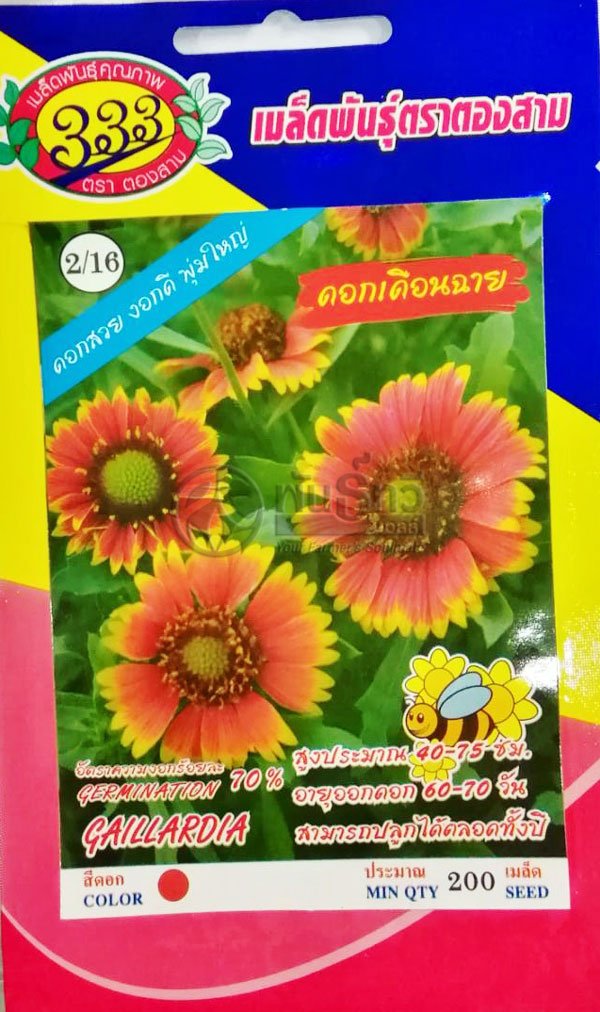 เมล็ดพันธุ์คุณภาพ
333
ตรา ตองสาม
เมล็ดพันธุ์ตราตองสาม
2/16
ดอกสวย งอกดี พุ่มใหญ่
ดอกเดือนฉาย
Your Farmer's Solution
อัตราความงอกร้อยละ
GERMINATION 70%
GAILLARDIA
สูงประมาณ 40-75 ซม.
อายุออกดอก 60-70 วัน
สามารถปลูกได้ตลอดทั้งปี
สีดอก
COLOR
ประมาณ 200 เมล็ด
MIN QTY SEED